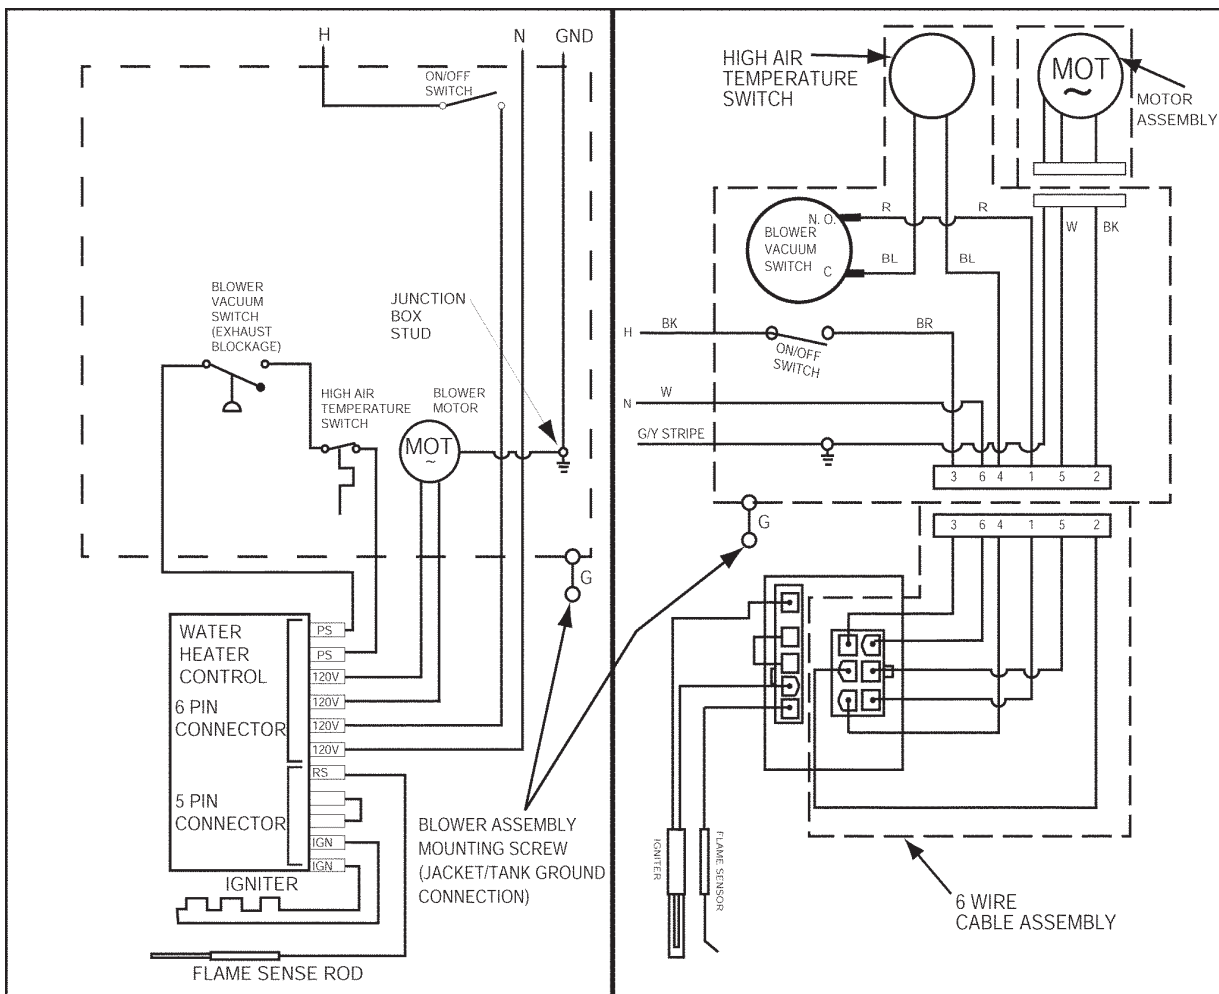 H
N
GND
ON/OFF
SWITCH
BLOWER
VACUUM
SWITCH
(EXHAUST
BLOCKAGE)
JUNCTION
BOX
STUD
HIGH AIR
TEMPERATURE
SWITCH
BLOWER
MOTOR
MOT
~
G
WATER
HEATER
CONTROL
6 PIN
CONNECTOR
5 PIN
CONNECTOR
PS
PS
120V
120V
120V
120V
RS
IGN
IGN
IGNITER
FLAME SENSE ROD
BLOWER ASSEMBLY
MOUNTING SCREW
(JACKET/TANK GROUND
CONNECTION)
HIGH AIR
TEMPERATURE
SWITCH
MOT
~
MOTOR
ASSEMBLY
N. O.
BLOWER
VACUUM
SWITCH
C
R
R
BL
BL
W
BK
H
BK
ON/OFF
SWITCH
BR
N
W
G/Y STRIPE
3 6 4 1 5 2
G
3 6 4 1 5 2
IGNITER
FLAME SENSOR
6 WIRE
CABLE ASSEMBLY